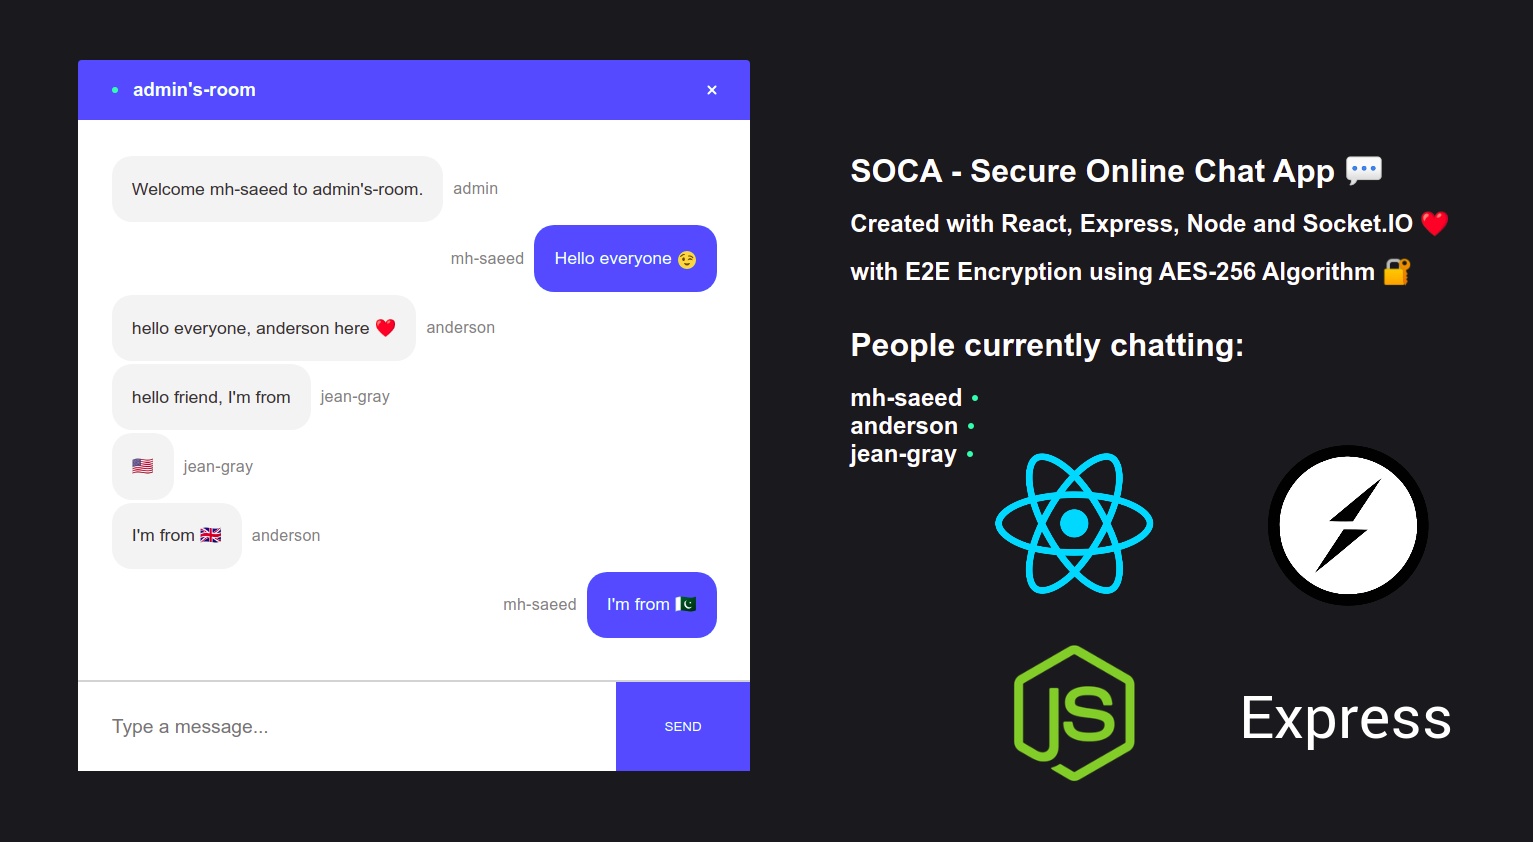 admin's-room
×
Welcome mh-saeed to admin's-room. admin
mh-saeed Hello everyone 😉
hello everyone, anderson here ❤️ anderson
hello friend, I'm from jean-gray
🇺🇸 jean-gray
I'm from 🇬🇧 anderson
mh-saeed I'm from 🇵🇰
Type a message...
SEND
SOCA - Secure Online Chat App 💬
Created with React, Express, Node and Socket.IO ❤️
with E2E Encryption using AES-256 Algorithm 🔐
People currently chatting:
mh-saeed
anderson
jean-gray
JS
Express